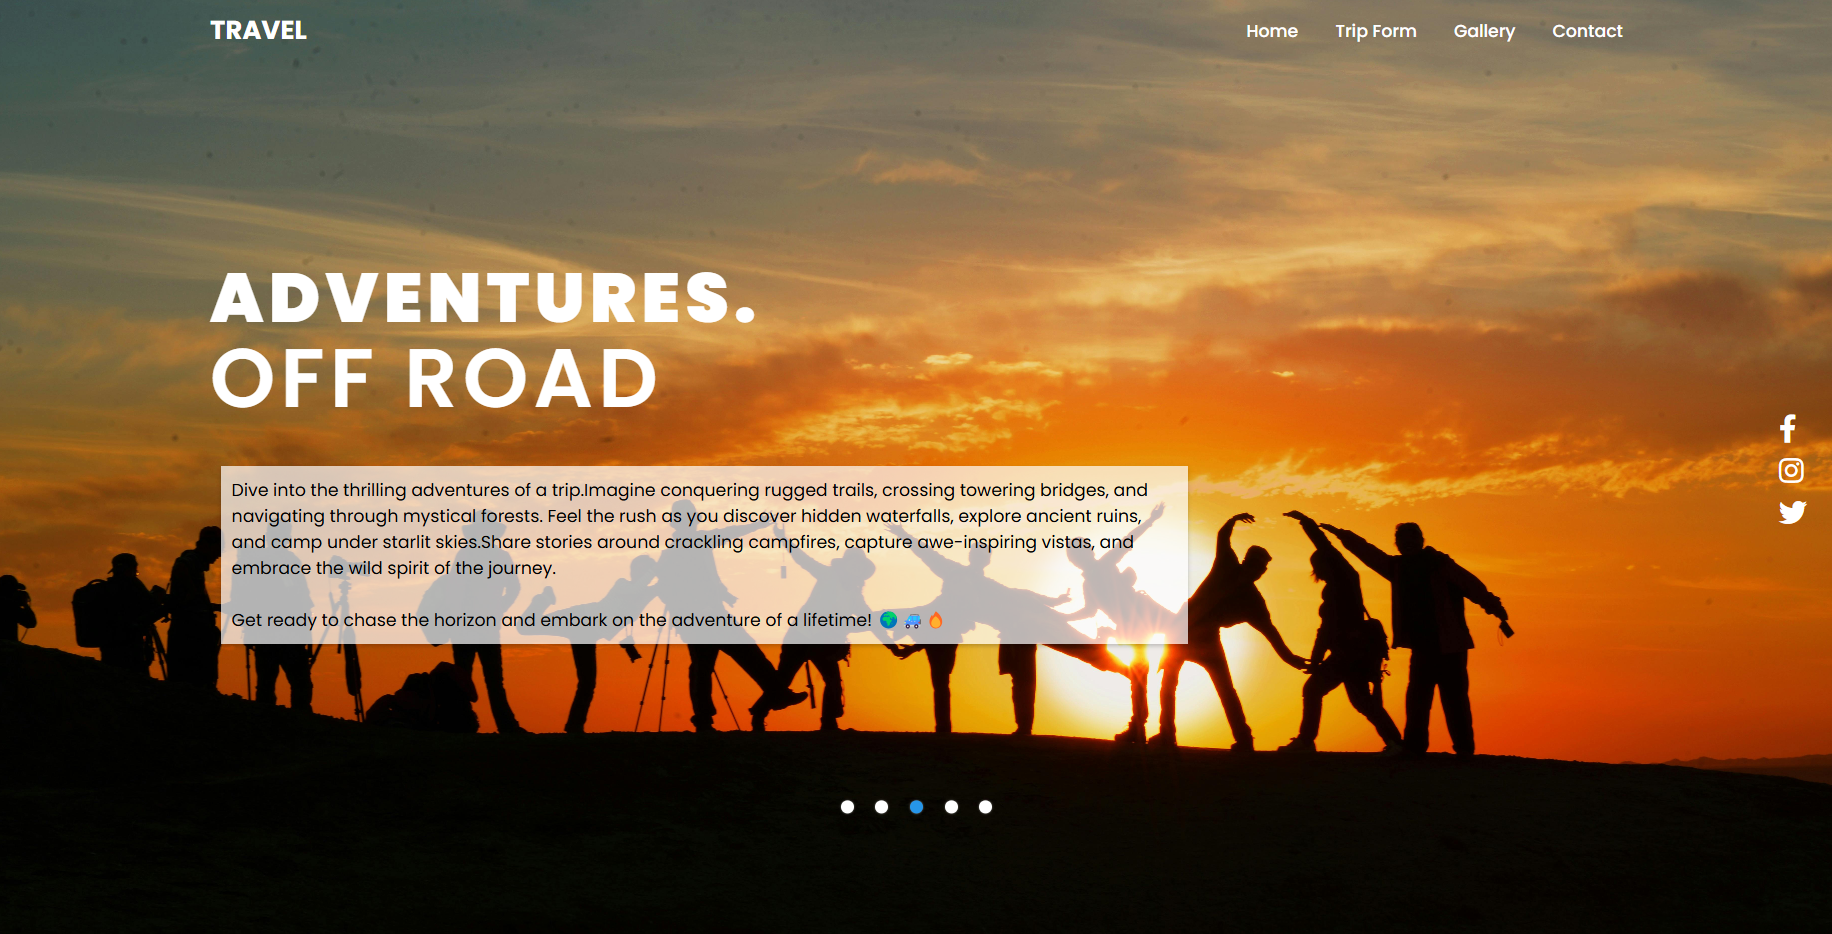 TRAVEL
Home Trip Form Gallery Contact
ADVENTURES.
OFF ROAD
Dive into the thrilling adventures of a trip.Imagine conquering rugged trails, crossing towering bridges, and
navigating through mystical forests. Feel the rush as you discover hidden waterfalls, explore ancient ruins,
and camp under starlit skies.Share stories around crackling campfires, capture awe-inspiring vistas, and
embrace the wild spirit of the journey.
Get ready to chase the horizon and embark on the adventure of a lifetime! 🌍 🚙 🔥